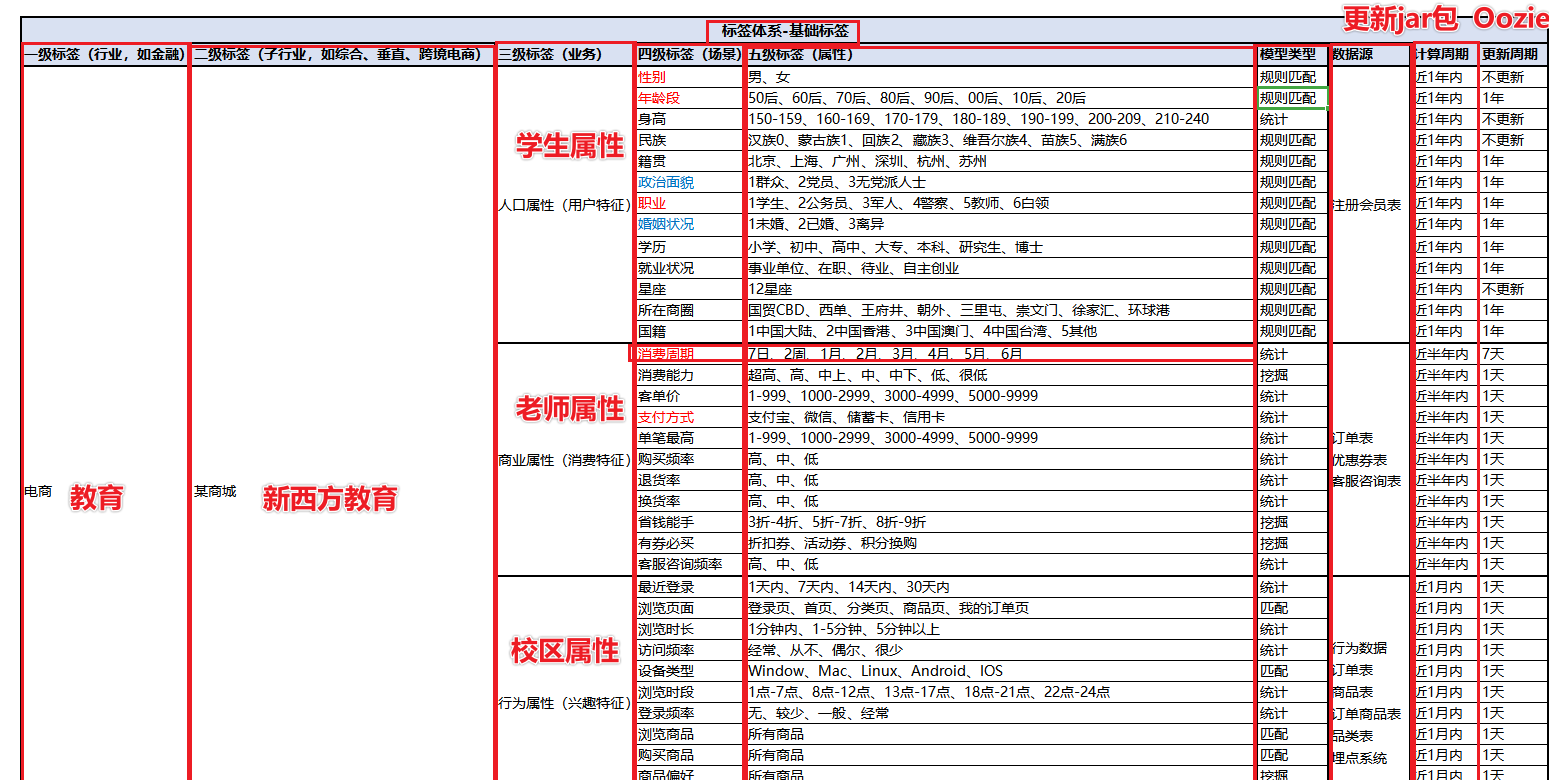 更新jar包 Oozie
标签体系-基础标签
一级标签（行业，如金融） 二级标签（子行业，如综合、垂直、跨境电商） 三级标签（业务） 四级标签（场景） 五级标签（属性） 模型类型 数据源 计算周期 更新周期
性别 男、女 规则匹配 近1年内 不更新
年龄段 50后、60后、70后、80后、90后、00后、10后、20后 规则匹配 近1年内 1年
身高 150-159、160-169、170-179、180-189、190-199、200-209、210-240 统计 近1年内 不更新
学生属性
民族 汉族0、蒙古族1、回族2、藏族3、维吾尔族4、苗族5、满族6 规则匹配 近1年内 不更新
籍贯 北京、上海、广州、深圳、杭州、苏州 规则匹配 近1年内 1年
政治面貌 1群众、2党员、3无党派人士 规则匹配 近1年内 1年
人口属性（用户特征） 职业 1学生、2公务员、3军人、4警察、5教师、6白领 规则匹配 注册会员表 近1年内 1年
婚姻状况 1未婚、2已婚、3离异 规则匹配 近1年内 1年
学历 小学、初中、高中、大专、本科、研究生、博士 规则匹配 近1年内 1年
就业状况 事业单位、在职、待业、自主创业 规则匹配 近1年内 1年
星座 12星座 规则匹配 近1年内 不更新
所在商圈 国贸CBD、西单、王府井、朝外、三里屯、崇文门、徐家汇、环球港 规则匹配 近1年内 1年
国籍 1中国大陆、2中国香港、3中国澳门、4中国台湾、5其他 规则匹配 近1年内 1年
消费周期 7日、2周、1月、2月、3月、4月、5月、6月 统计 近半年内 7天
消费能力 超高、高、中上、中、中下、低、很低 挖掘 近半年内 1天
客单价 1-999、1000-2999、3000-4999、5000-9999 统计 近半年内 1天
老师属性
支付方式 支付宝、微信、储蓄卡、信用卡 统计 近半年内 1天
单笔最高 1-999、1000-2999、3000-4999、5000-9999 统计 订单表 近半年内 1天
商业属性（消费特征） 购买频率 高、中、低 统计 优惠券表 近半年内 1天
退货率 高、中、低 统计 客服咨询表 近半年内 1天
电商 教育 某商城 新西方教育
换货率 高、中、低 统计 近半年内 1天
省钱能手 3折-4折、5折-7折、8折-9折 挖掘 近半年内 1天
有券必买 折扣券、活动券、积分换购 挖掘 近半年内 1天
客服咨询频率 高、中、低 统计 近半年内 1天
最近登录 1天内、7天内、14天内、30天内 统计 近1月内 1天
浏览页面 登录页、首页、分类页、商品页、我的订单页 匹配 近1月内 1天
浏览时长 1分钟内、1-5分钟、5分钟以上 统计 近1月内 1天
校区属性
访问频率 经常、从不、偶尔、很少 统计 行为数据 近1月内 1天
设备类型 Window、Mac、Linux、Android、IOS 匹配 订单表 近1月内 1天
浏览时段 1点-7点、8点-12点、13点-17点、18点-21点、22点-24点 统计 商品表 近1月内 1天
行为属性（兴趣特征） 登录频率 无、较少、一般、经常 统计 订单商品表 近1月内 1天
浏览商品 所有商品 匹配 品类表 近1月内 1天
购买商品 所有商品 匹配 埋点系统 近1月内 1天
商品偏好 所有商品 挖掘 近1月内 1天